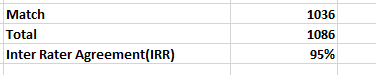 Match 1036
Total 1086
Inter Rater Agreement(IRR) 95%